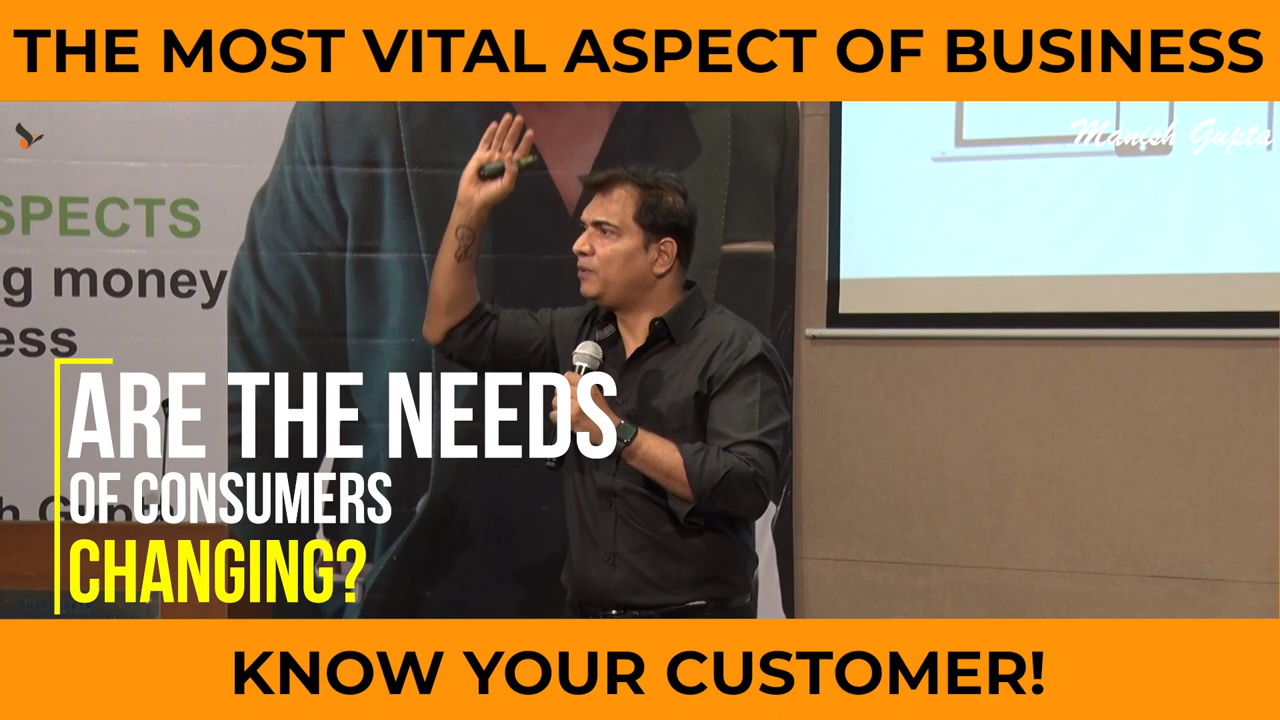 THE MOST VITAL ASPECT OF BUSINESS
Manish Gupta
SPECTS
g money
ess
ARE THE NEEDS
OF CONSUMERS
CHANGING?
KNOW YOUR CUSTOMER!